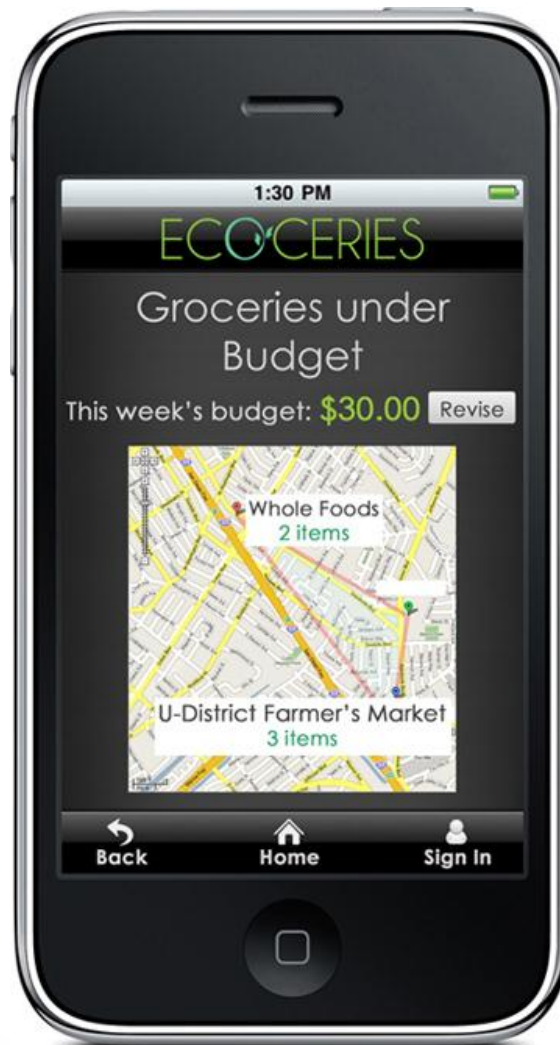 1:30 PM
ECOCERIES
Groceries under
Budget
This week's budget: $30.00 Revise
Whole Foods
2 items
U-District Farmer's Market
3 items
Back Home Sign In